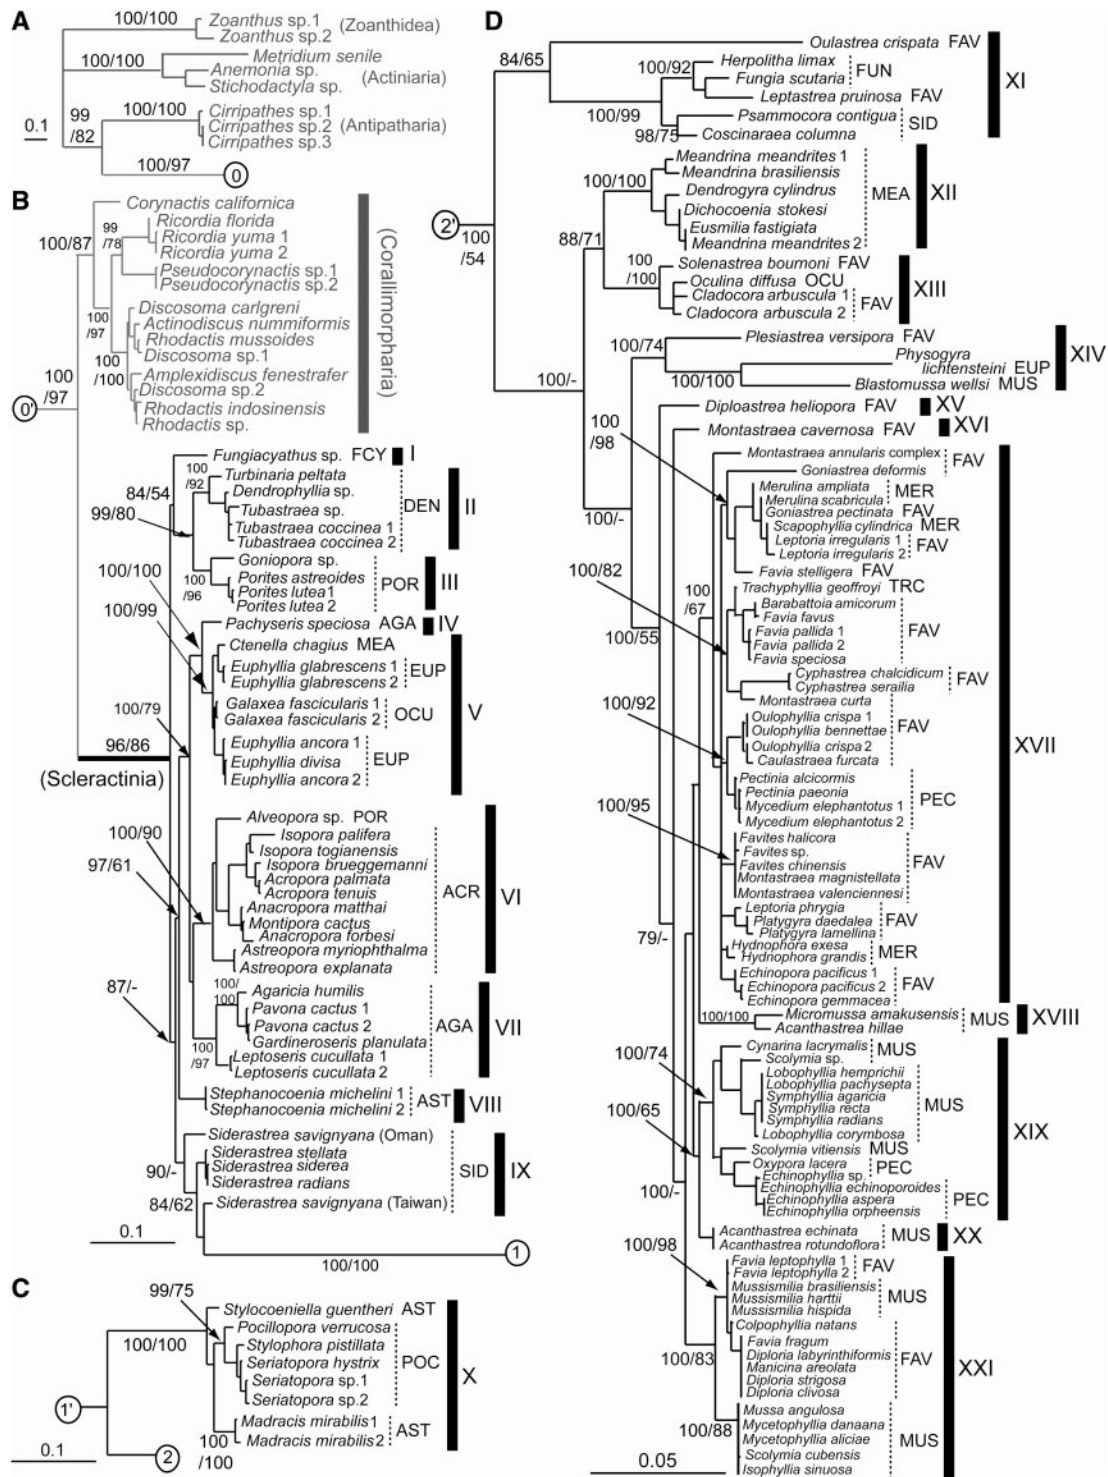 A
100/100
Zoanthus sp.1
Zoanthus sp.2
(Zoanthidea)
100/100
Metridium senile
Anemonia sp.
Stichodactyla sp.
(Actiniaria)
99
/82
100/100
Cirripathes sp.1
Cirripathes sp.2
Cirripathes sp.3
(Antipatharia)
0.1
100/97
0
B
Corynactis californica
100/87
99
/78
Ricordia florida
Ricordia yuma 1
Ricordia yuma 2
Pseudocorynactis sp.1
Pseudocorynactis sp.2
100
/97
Discosoma carlgreni
Actinodiscus nummiformis
Rhodactis mussoides
Discosoma sp.1
100
/100
Amplexidiscus fenestrafer
Discosoma sp.2
Rhodactis indosinensis
Rhodactis sp.
(Corallimorpharia)
100
/97
0'
Fungiacyathus sp. FCY I
84/54
100
/92
Turbinaria peltata
Dendrophyllia sp.
Tubastraea sp.
Tubastraea coccinea 1
Tubastraea coccinea 2
DEN II
99/80
Goniopora sp.
Porites astreoides
Porites lutea1
Porites lutea 2
POR III
100
/96
100/100
100/99
Pachyseris speciosa AGA IV
Ctenella chagius MEA
Euphyllia glabrescens 1
Euphyllia glabrescens 2
EUP
Galaxea fascicularis 1
Galaxea fascicularis 2
OCU
V
100/79
Euphyllia ancora 1
Euphyllia divisa
Euphyllia ancora 2
EUP
96/86
(Scleractinia)
100/90
97/61
Alveopora sp. POR
Isopora palifera
Isopora togianensis
Isopora brueggemanni
Acropora palmata
Acropora tenuis
Anacropora matthai
Montipora cactus
Anacropora forbesi
Astreopora myriophthalma
Astreopora explanata
ACR VI
87/-
100/
100
Agaricia humilis
Pavona cactus 1
Pavona cactus 2
Gardineroseris planulata
Leptoseris cucullata 1
Leptoseris cucullata 2
AGA VII
100
/97
Stephanocoenia michelini 1
Stephanocoenia michelini 2
AST VIII
Siderastrea savignyana (Oman)
Siderastrea stellata
Siderastrea siderea
Siderastrea radians
Siderastrea savignyana (Taiwan)
SID IX
90/-
84/62
0.1
100/100
1
C
99/75
Stylocoeniella guentheri AST
100/100
Pocillopora verrucosa
Stylophora pistillata
Seriatopora hystrix
Seriatopora sp.1
Seriatopora sp.2
POC X
Madracis mirabilis1
Madracis mirabilis2
AST
100
/100
1'
2
0.1
D
84/65
Oulastrea crispata FAV
100/92
Herpolitha limax
Fungia scutaria
FUN
Leptastrea pruinosa FAV
XI
100/99
98/75
Psammocora contigua
Coscinaraea columna
SID
2'
100
/54
100/100
Meandrina meandrites 1
Meandrina brasiliensis
Dendrogyra cylindrus
Dichocoenia stokesi
Eusmilia fastigiata
Meandrina meandrites 2
MEA XII
88/71
100
/100
Solenastrea bournoni FAV
Oculina diffusa OCU
Cladocora arbuscula 1
Cladocora arbuscula 2
FAV
XIII
100/-
100/74
Plesiastrea versipora FAV
Physogyra
lichtensteini EUP
100/100
Blastomussa wellsi MUS
XIV
Diploastrea heliopora FAV XV
Montastraea cavernosa FAV XVI
100
/98
100/-
Montastraea annularis complex
Goniastrea deformis
FAV
Merulina ampliata
Merulina scabricula
MER
Goniastrea pectinata FAV
Scapophyllia cylindrica MER
Leptoria irregularis 1
Leptoria irregularis 2
FAV
Favia stelligera FAV
100/82
100
/67
100/55
Trachyphyllia geoffroyi TRC
Barabattoia amicorum
Favia favus
Favia pallida 1
Favia pallida 2
Favia speciosa
FAV
Cyphastrea chalcidicum
Cyphastrea serailia
Montastraea curta
FAV
100/92
Oulophyllia crispa 1
Oulophyllia bennettae
Oulophyllia crispa 2
Caulastraea furcata
FAV
XVII
Pectinia alcicornis
Pectinia paeonia
Mycedium elephantotus 1
Mycedium elephantotus 2
PEC
100/95
Favites halicora
Favites sp.
Favites chinensis
Montastraea magnistellata
Montastraea valenciennesi
FAV
Leptoria phrygia
Platygyra daedalea
Platygyra lamellina
FAV
79/-
Hydnophora exesa
Hydnophora grandis
MER
Echinopora pacificus 1
Echinopora pacificus 2
Echinopora gemmacea
FAV
100/100
Micromussa amakusensis
Acanthastrea hillae
MUS XVIII
100/74
Cynarina lacrymalis
Scolymia sp.
MUS
Lobophyllia hemprichii
Lobophyllia pachysepta
Symphyllia agaricia
Symphyllia recta
Symphyllia radians
Lobophyllia corymbosa
MUS
XIX
100/65
Scolymia vitiensis MUS
Oxypora lacera
Echinophyllia sp.
PEC
Echinophyllia echinoporoides
Echinophyllia aspera
Echinophyllia orpheensis
PEC
100/-
Acanthastrea echinata
Acanthastrea rotundoflora
MUS XX
100/98
Favia leptophylla 1
Favia leptophylla 2
FAV
Mussismilia brasiliensis
Mussismilia harttii
Mussismilia hispida
MUS
Colpophyllia natans
Favia fragum
Diploria labyrinthiformis
Manicina areolata
Diploria strigosa
Diploria clivosa
FAV
XXI
100/83
100/88
Mussa angulosa
Mycetophyllia danaana
Mycetophyllia aliciae
Scolymia cubensis
Isophyllia sinuosa
MUS
0.05